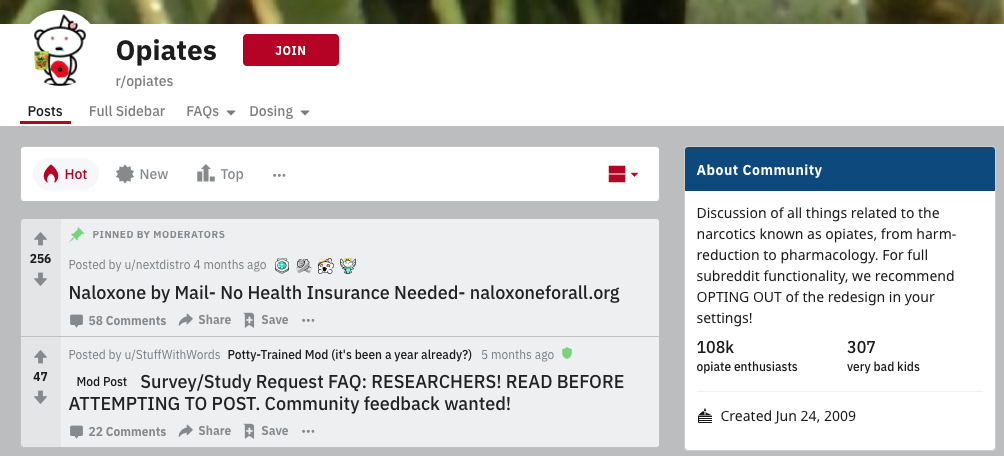 Opiates
JOIN
r/opiates
Posts Full Sidebar FAQs Dosing
Hot New Top ...
PINNED BY MODERATORS
256
Posted by u/nextdistro 4 months ago
Naloxone by Mail- No Health Insurance Needed- naloxoneforall.org
58 Comments Share Save ...
Posted by u/StuffWithWords Potty-Trained Mod (it's been a year already?) 5 months ago
47
Mod Post Survey/Study Request FAQ: RESEARCHERS! READ BEFORE
ATTEMPTING TO POST. Community feedback wanted!
22 Comments Share Save ...
About Community
Discussion of all things related to the
narcotics known as opiates, from harm-
reduction to pharmacology. For full
subreddit functionality, we recommend
OPTING OUT of the redesign in your
settings!
108k 307
opiate enthusiasts very bad kids
Created Jun 24, 2009